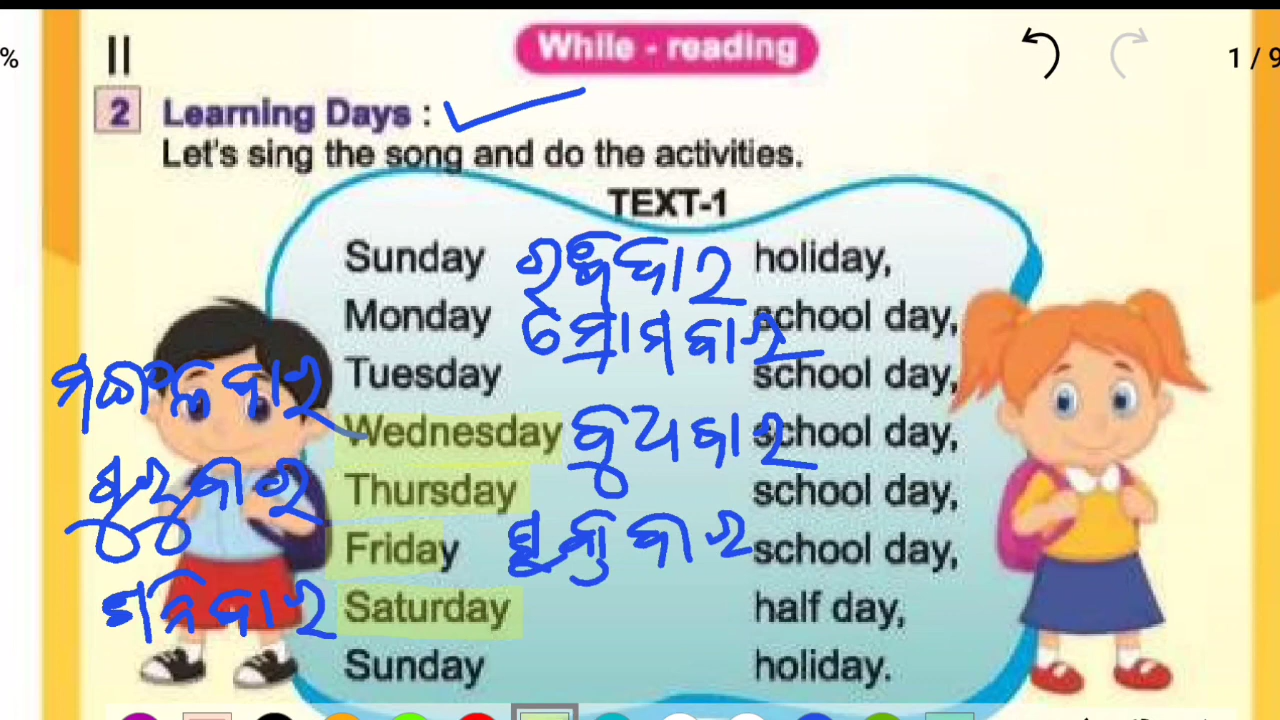 %
II
While - reading
1 / 9
2 Learning Days :
Let's sing the song and do the activities.
TEXT-1
Sunday ରବିବାର holiday,
Monday ସୋମବାର school day,
ମଙ୍ଗଳବାର Tuesday school day,
Wednesday ବୁଧବାର school day,
ଗୁରୁବାର Thursday school day,
Friday ଶୁକ୍ରବାର school day,
ଶନିବାର Saturday half day,
Sunday holiday.